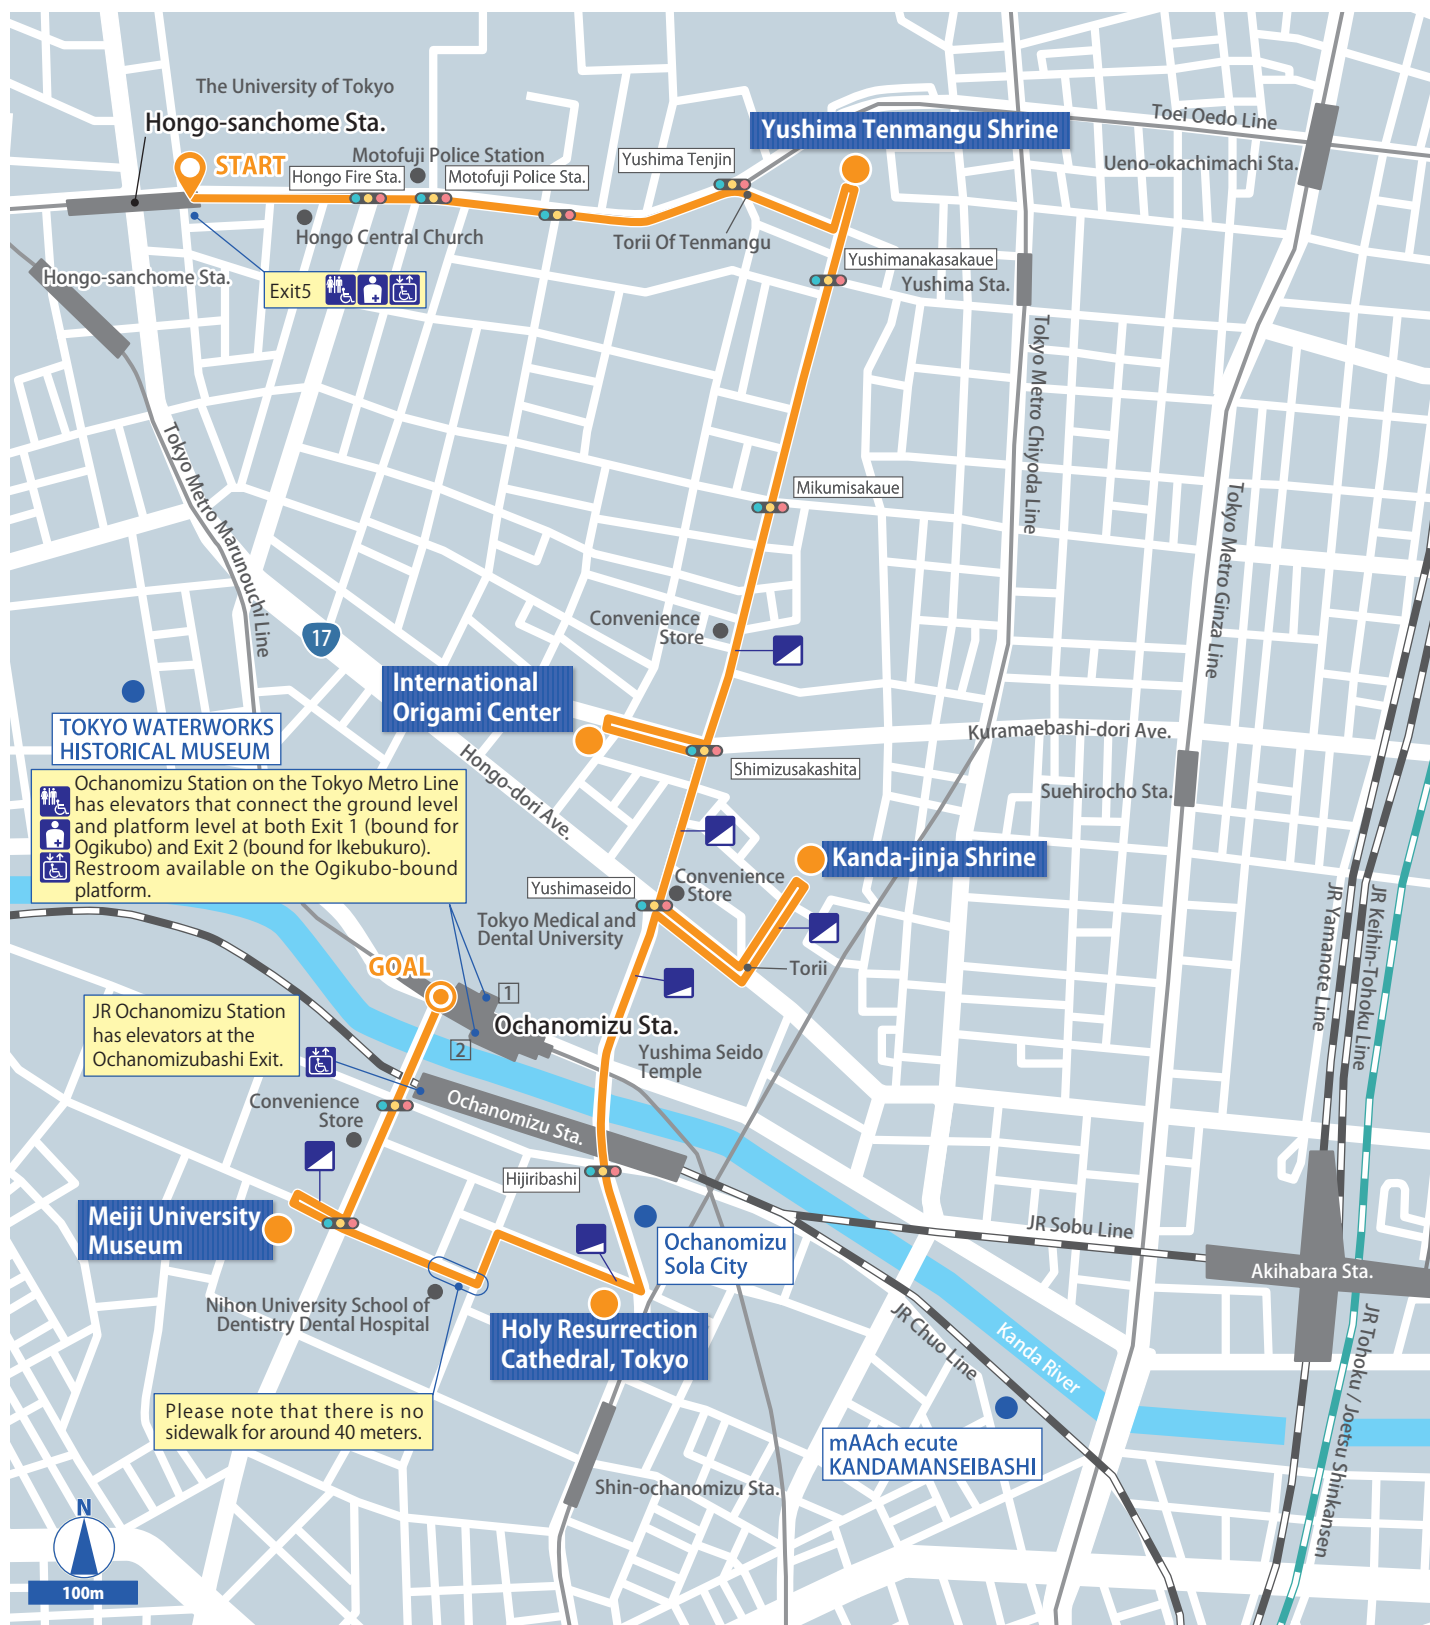 The University of Tokyo
Hongo-sanchome Sta.
START
Motofuji Police Station
Hongo Fire Sta.
Motofuji Police Sta.
Yushima Tenjin
Yushima Tenmangu Shrine
Toei Oedo Line
Ueno-okachimachi Sta.
Hongo Central Church
Torii Of Tenmangu
Hongo-sanchome Sta.
Exit5
Yushimanakasakaue
Yushima Sta.
Tokyo Metro Chiyoda Line
Tokyo Metro Marunouchi Line
Mikumisakaue
Tokyo Metro Ginza Line
Convenience
Store
17
International
Origami Center
TOKYO WATERWORKS
HISTORICAL MUSEUM
Kuramaebashi-dori Ave.
Hongo-dori Ave.
Shimizusakashita
Suehirocho Sta.
Ochanomizu Station on the Tokyo Metro Line
has elevators that connect the ground level
and platform level at both Exit 1 (bound for
Ogikubo) and Exit 2 (bound for Ikebukuro).
Restroom available on the Ogikubo-bound
platform.
Kanda-jinja Shrine
Yushimaseido
Convenience
Store
Tokyo Medical and
Dental University
JR Yamanote Line
JR Keihin-Tohoku Line
Torii
GOAL
1
JR Ochanomizu Station
has elevators at the
Ochanomizubashi Exit.
Ochanomizu Sta.
2
Yushima Seido
Temple
Convenience
Store
Ochanomizu Sta.
Hijiribashi
Meiji University
Museum
Ochanomizu
Sola City
JR Sobu Line
Akihabara Sta.
Nihon University School of
Dentistry Dental Hospital
Holy Resurrection
Cathedral, Tokyo
JR Chuo Line
Kanda River
JR Tohoku / Joetsu Shinkansen
Please note that there is no
sidewalk for around 40 meters.
mAAch ecute
KANDAMANSEIBASHI
Shin-ochanomizu Sta.
N
100m